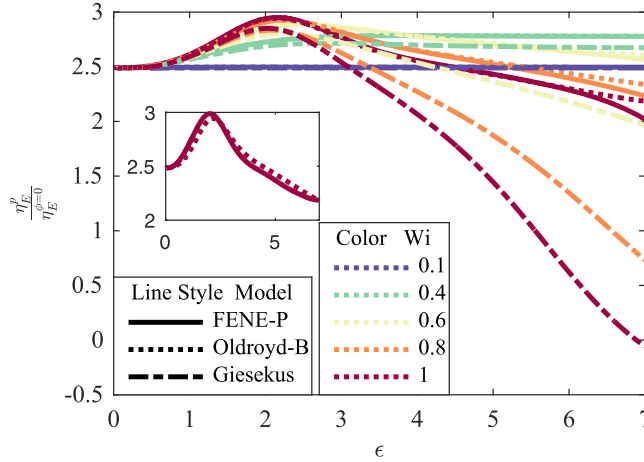 3
2.5
2
1.5
1
0.5
0
-0.5
η_E^p / η_E^{ϕ=0}
3
2.5
2
0 5
Color Wi
0.1
0.4
0.6
0.8
1
Line Style Model
FENE-P
Oldroyd-B
Giesekus
0 1 2 3 4 5 6 7
ϵ